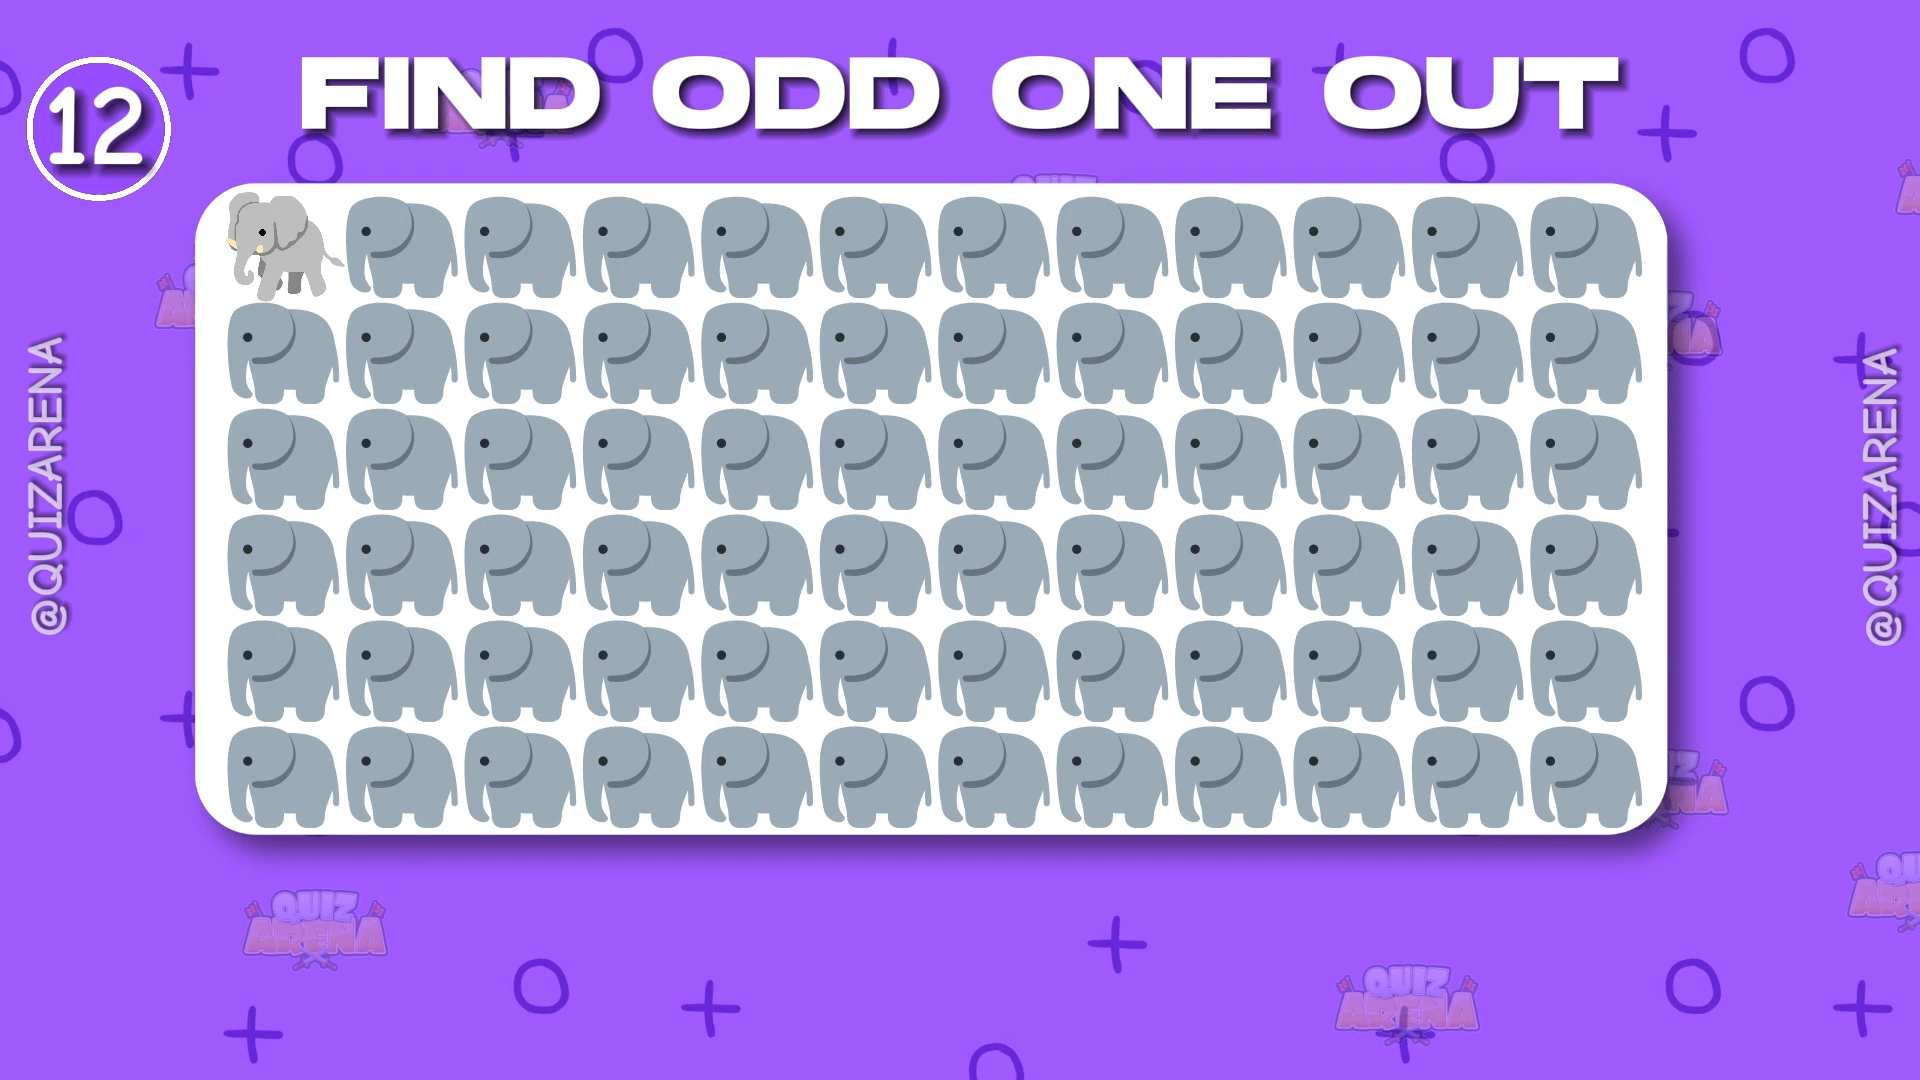 12
FIND ODD ONE OUT
@QUIZARENA
@QUIZARENA
QUIZ
ARENA
QUIZ
ARENA